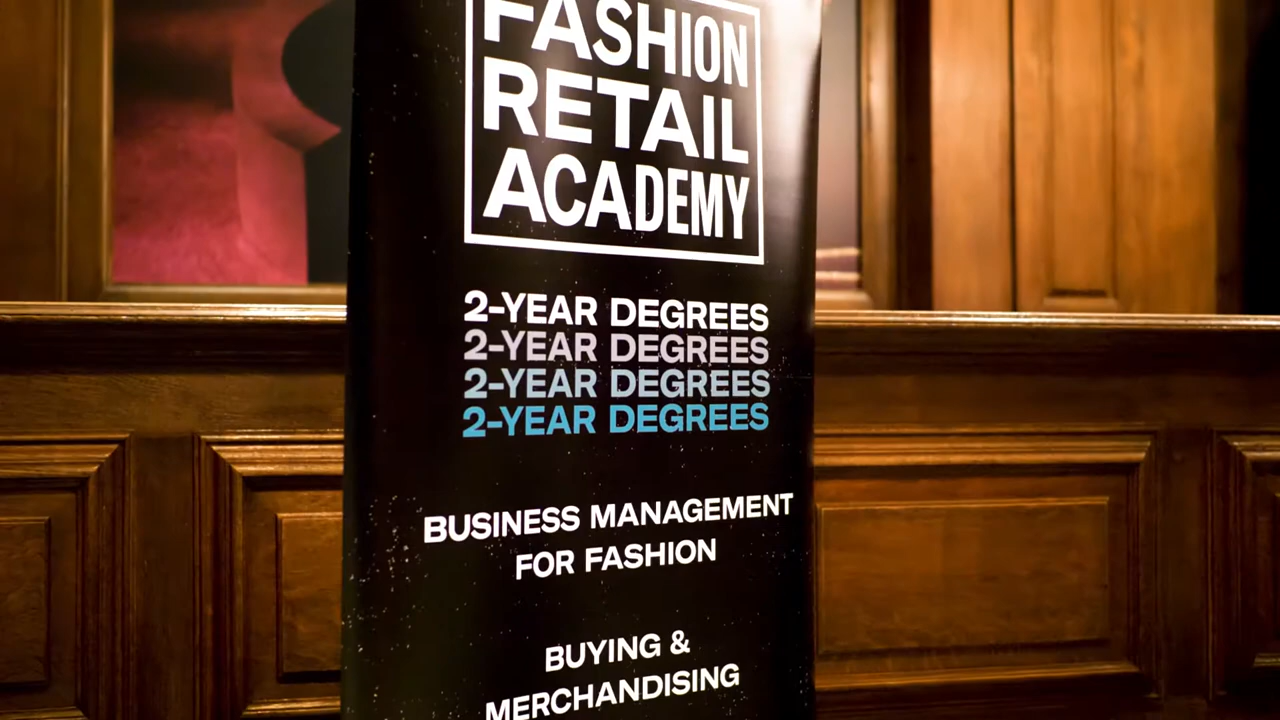 FASHION
RETAIL
ACADEMY
2-YEAR DEGREES
2-YEAR DEGREES
2-YEAR DEGREES
2-YEAR DEGREES
BUSINESS MANAGEMENT
FOR FASHION
BUYING &
MERCHANDISING